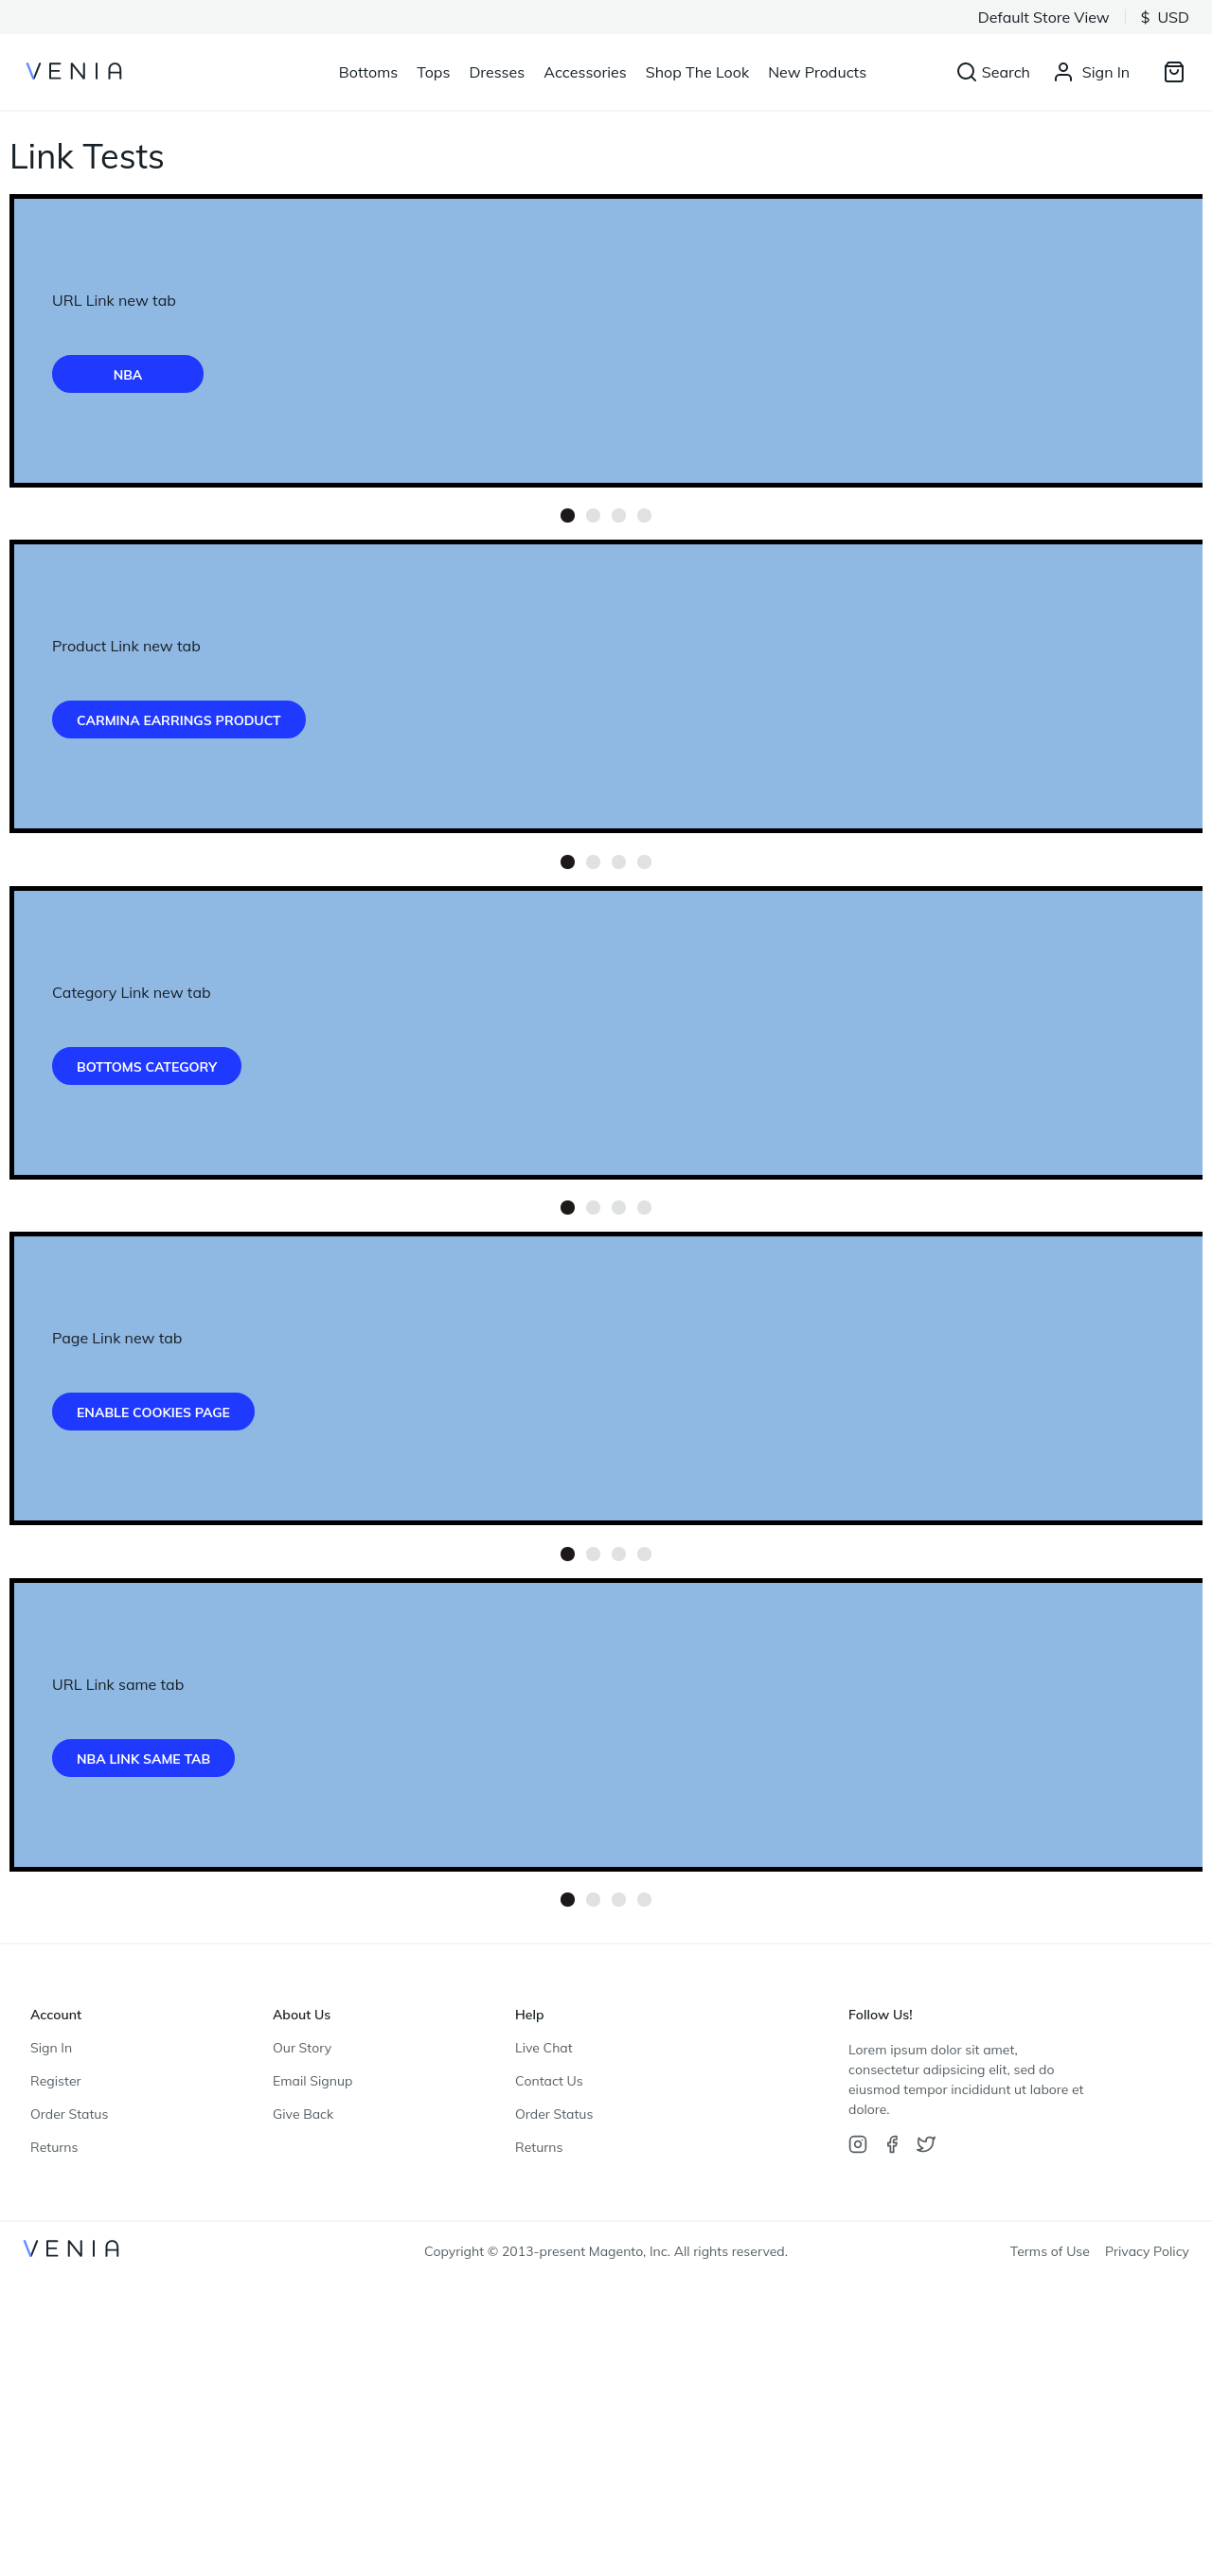 Default Store View
$ USD
VENIA
Bottoms Tops Dresses Accessories Shop The Look New Products
Search Sign In
Link Tests
URL Link new tab
NBA
Product Link new tab
CARMINA EARRINGS PRODUCT
Category Link new tab
BOTTOMS CATEGORY
Page Link new tab
ENABLE COOKIES PAGE
URL Link same tab
NBA LINK SAME TAB
Account
Sign In
Register
Order Status
Returns
About Us
Our Story
Email Signup
Give Back
Help
Live Chat
Contact Us
Order Status
Returns
Follow Us!
Lorem ipsum dolor sit amet,
consectetur adipsicing elit, sed do
eiusmod tempor incididunt ut labore et
dolore.
VENIA
Copyright © 2013-present Magento, Inc. All rights reserved.
Terms of Use Privacy Policy